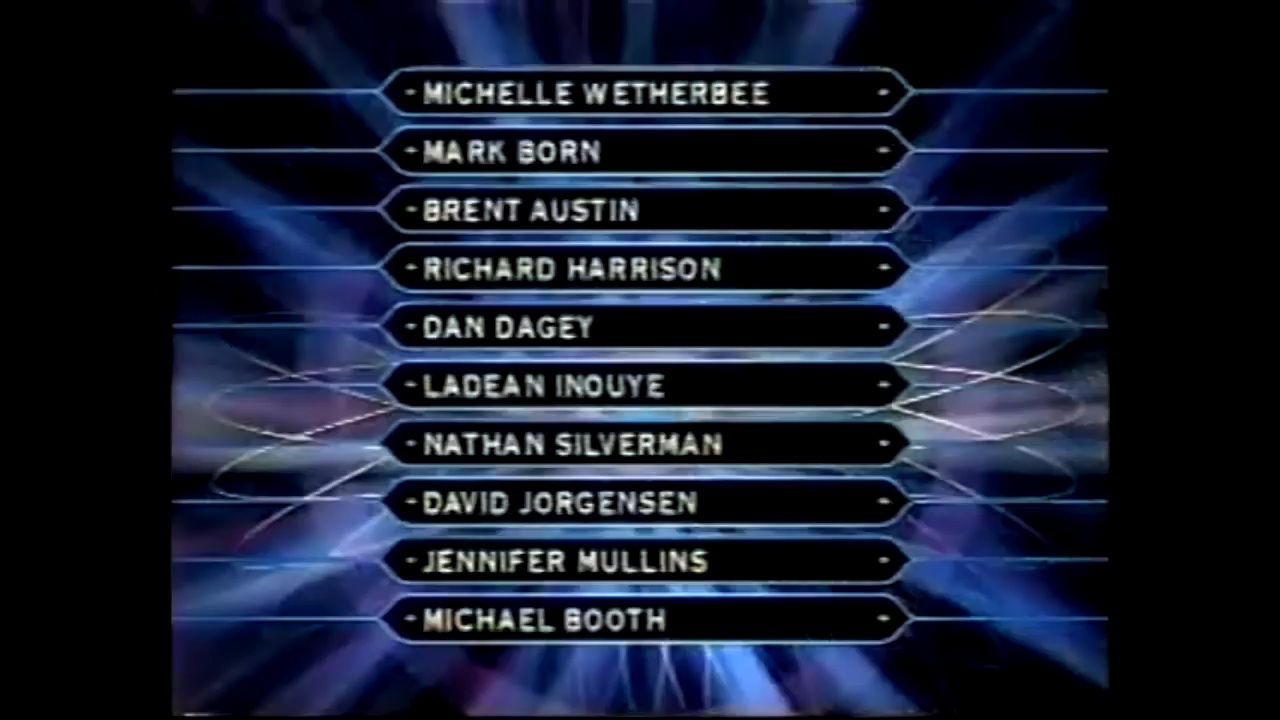 MICHELLE WETHERBEE
MARK BORN
BRENT AUSTIN
RICHARD HARRISON
DAN DAGEY
LADEAN INOUYE
NATHAN SILVERMAN
DAVID JORGENSEN
JENNIFER MULLINS
MICHAEL BOOTH